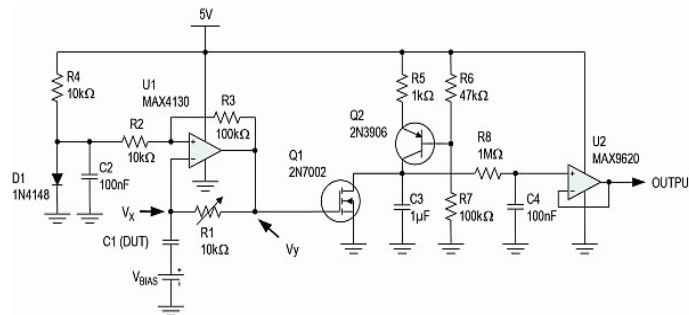 5V
R4
10kΩ
U1
MAX4130
R3
100kΩ
R2
10kΩ
D1
1N4148
C2
100nF
VX
R1
10kΩ
Vy
C1 (DUT)
VBIAS
Q1
2N7002
Q2
2N3906
R5
1kΩ
R6
47kΩ
R8
1MΩ
U2
MAX9620
OUTPU
C3
1µF
R7
100kΩ
C4
100nF